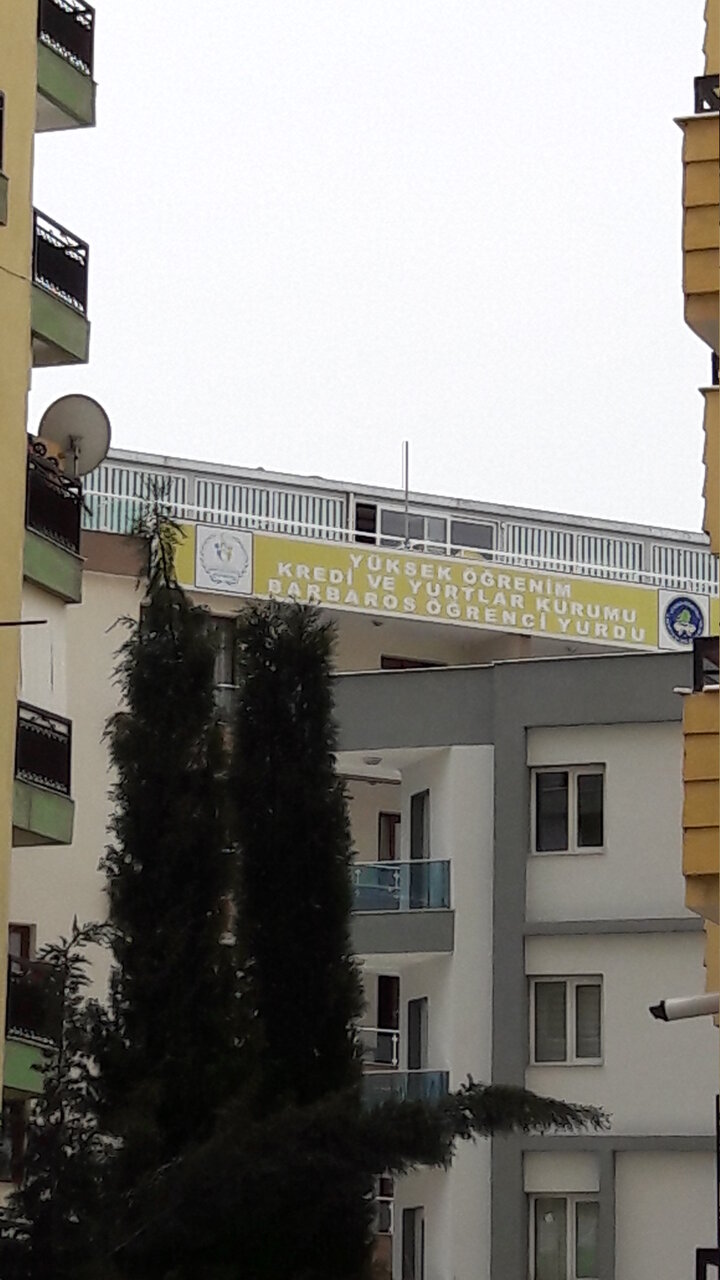 YÜKSEK ÖĞRENİM
KREDİ VE YURTLAR KURUMU
BARBAROS ÖĞRENCİ YURDU